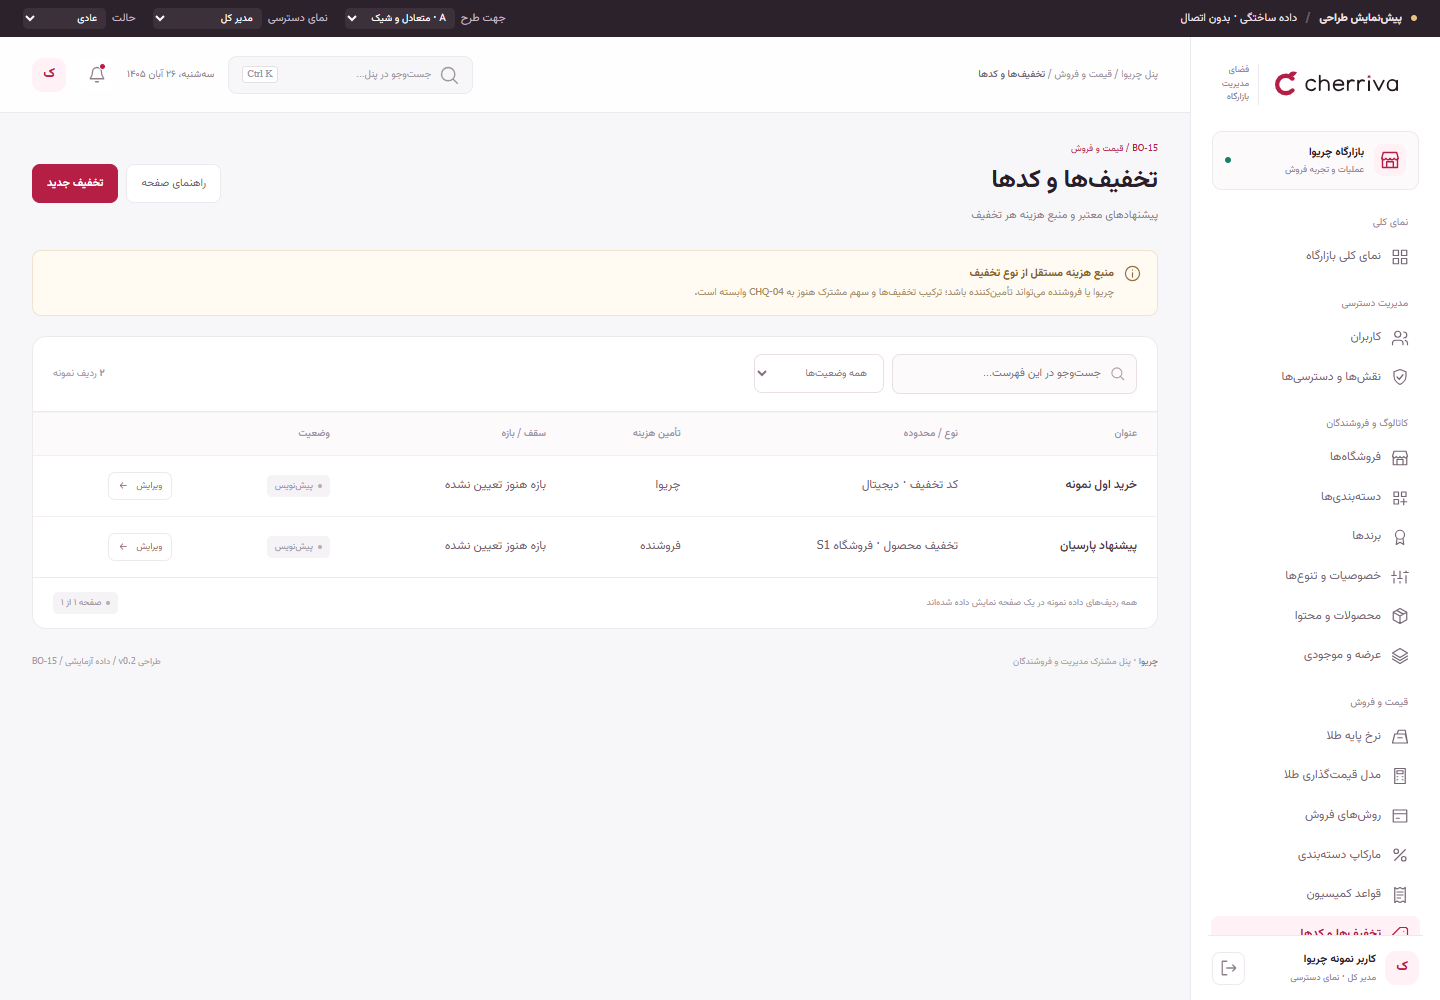 پیش‌نمایش طراحی / داده ساختگی · بدون اتصال
جهت طرح A · متعادل و شیک
نمای دسترسی مدیر کل
حالت عادی
cherriva
فضای
مدیریت
بازارگاه
بازارگاه چریوا
عملیات و تجربه فروش
نمای کلی
نمای کلی بازارگاه
مدیریت دسترسی
کاربران
نقش‌ها و دسترسی‌ها
کاتالوگ و فروشندگان
فروشگاه‌ها
دسته‌بندی‌ها
برندها
خصوصیات و تنوع‌ها
محصولات و محتوا
عرضه و موجودی
قیمت و فروش
نرخ پایه طلا
مدل قیمت‌گذاری طلا
روش‌های فروش
مارکاپ دسته‌بندی
قواعد کمیسیون
تخفیف‌ها و کدها
ک
کاربر نمونه چریوا
مدیر کل · نمای دسترسی
پنل چریوا / قیمت و فروش / تخفیف‌ها و کدها
جست‌وجو در پنل...
Ctrl K
سه‌شنبه، ۲۶ آبان ۱۴۰۵
ک
BO-15 / قیمت و فروش
تخفیف‌ها و کدها
پیشنهادهای معتبر و منبع هزینه هر تخفیف
راهنمای صفحه
تخفیف جدید
منبع هزینه مستقل از نوع تخفیف
چریوا یا فروشنده می‌تواند تأمین‌کننده باشد؛ ترکیب تخفیف‌ها و سهم مشترک هنوز به CHQ-04 وابسته است.
جست‌وجو در این فهرست...
همه وضعیت‌ها
۲ ردیف نمونه
عنوان نوع / محدوده تأمین هزینه سقف / بازه وضعیت
خرید اول نمونه کد تخفیف · دیجیتال چریوا بازه هنوز تعیین نشده پیش‌نویس ویرایش ←
پیشنهاد پارسیان تخفیف محصول · فروشگاه S1 فروشنده بازه هنوز تعیین نشده پیش‌نویس ویرایش ←
همه ردیف‌های داده نمونه در یک صفحه نمایش داده شده‌اند
صفحه ۱ از ۱
چریوا · پنل مشترک مدیریت و فروشندگان
طراحی v0.2 / داده آزمایشی / BO-15